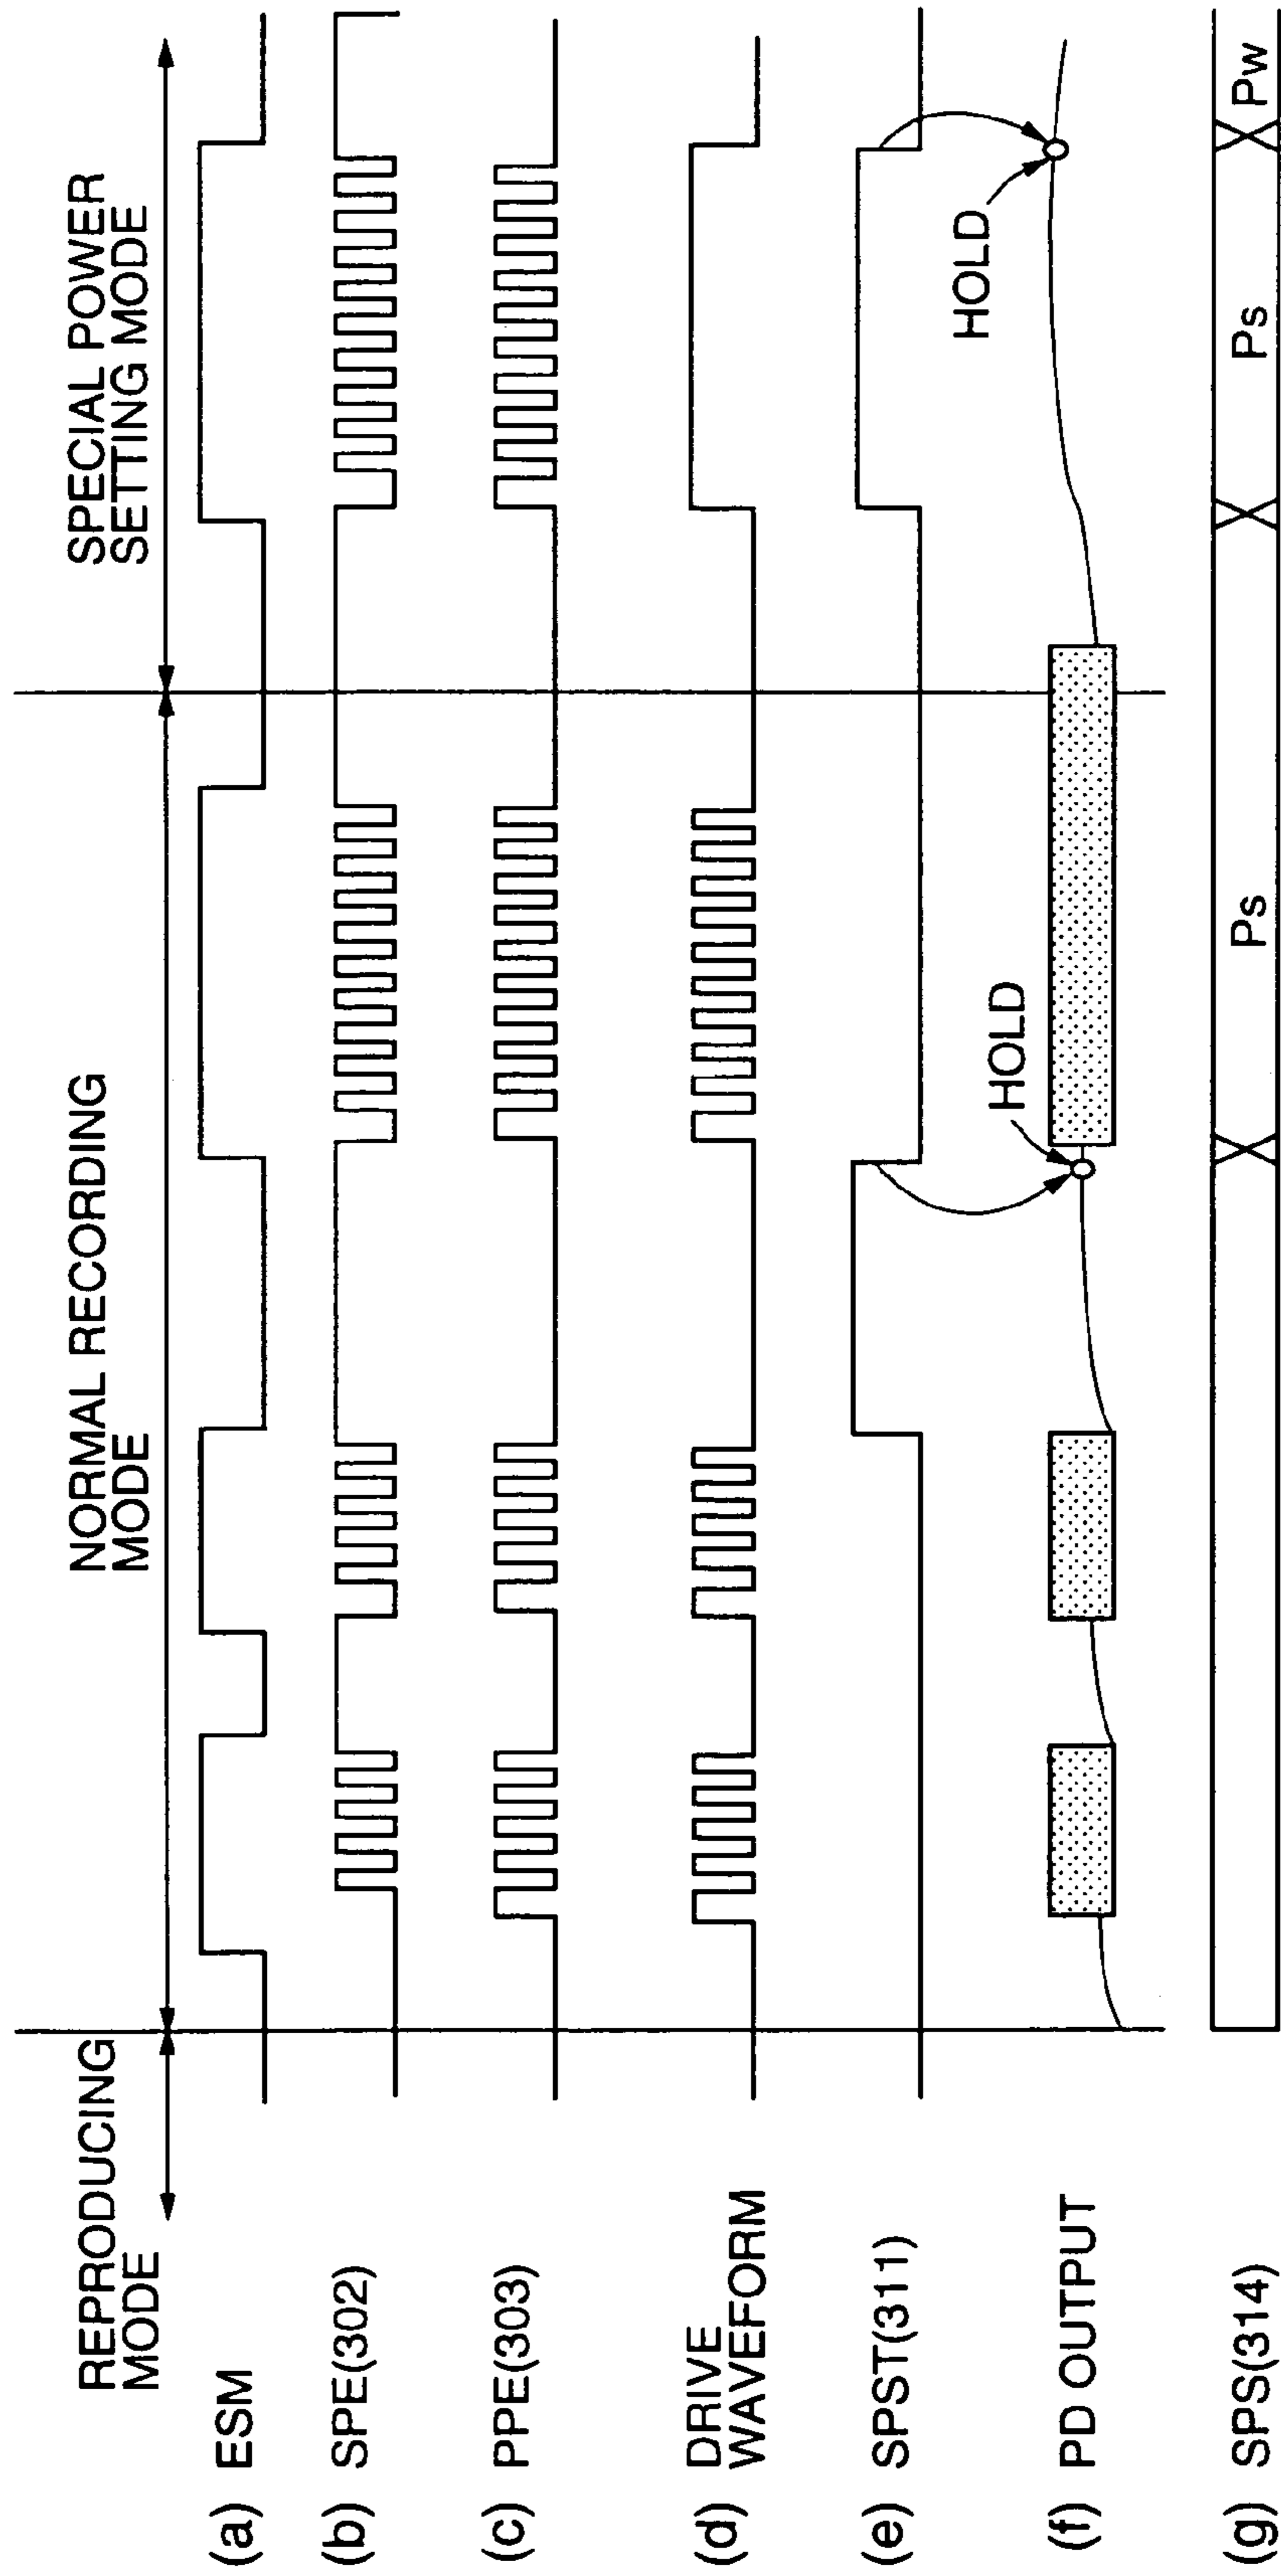 REPRODUCING
MODE
NORMAL RECORDING
MODE
SPECIAL POWER
SETTING MODE
(a) ESM
(b) SPE(302)
(c) PPE(303)
(d) DRIVE
WAVEFORM
(e) SPST(311)
HOLD
HOLD
(f) PD OUTPUT
(g) SPS(314)
Ps
Ps
Pw